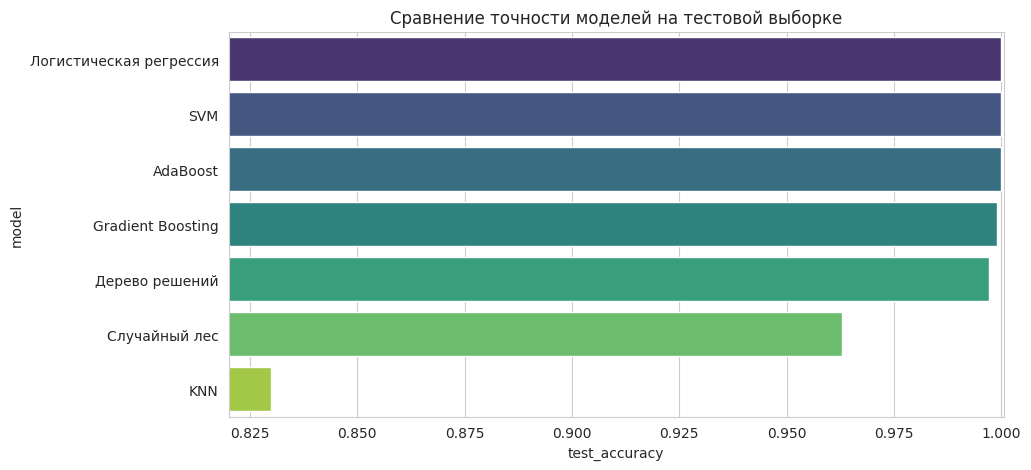 Сравнение точности моделей на тестовой выборке
Логистическая регрессия
SVM
AdaBoost
Gradient Boosting
Дерево решений
Случайный лес
KNN
model
0.825 0.850 0.875 0.900 0.925 0.950 0.975 1.000
test_accuracy